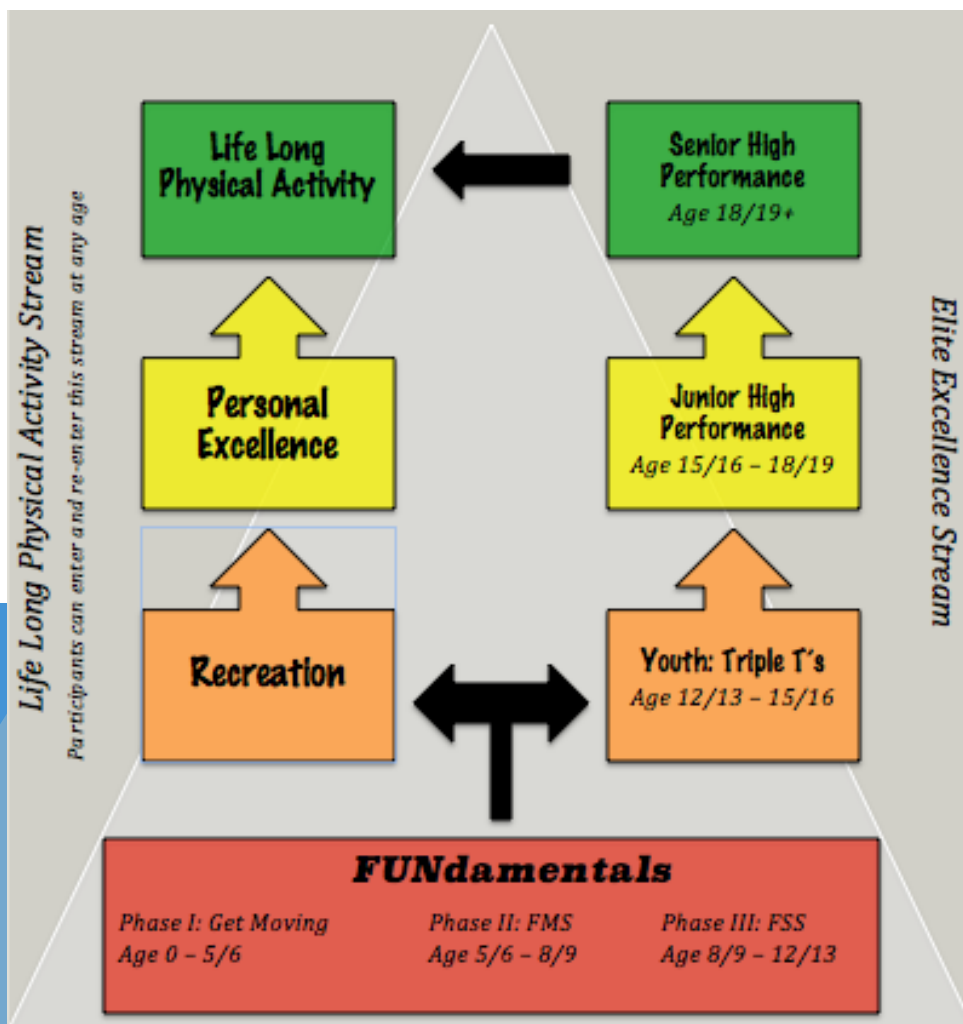 Life Long
Physical Activity
Senior High
Performance
Age 18/19+
Personal
Excellence
Junior High
Performance
Age 15/16 – 18/19
Recreation
Youth: Triple T´s
Age 12/13 – 15/16
Life Long Physical Activity Stream
Participants can enter and re-enter this stream at any age
Elite Excellence Stream
FUNdamentals
Phase I: Get Moving
Age 0 – 5/6
Phase II: FMS
Age 5/6 – 8/9
Phase III: FSS
Age 8/9 – 12/13